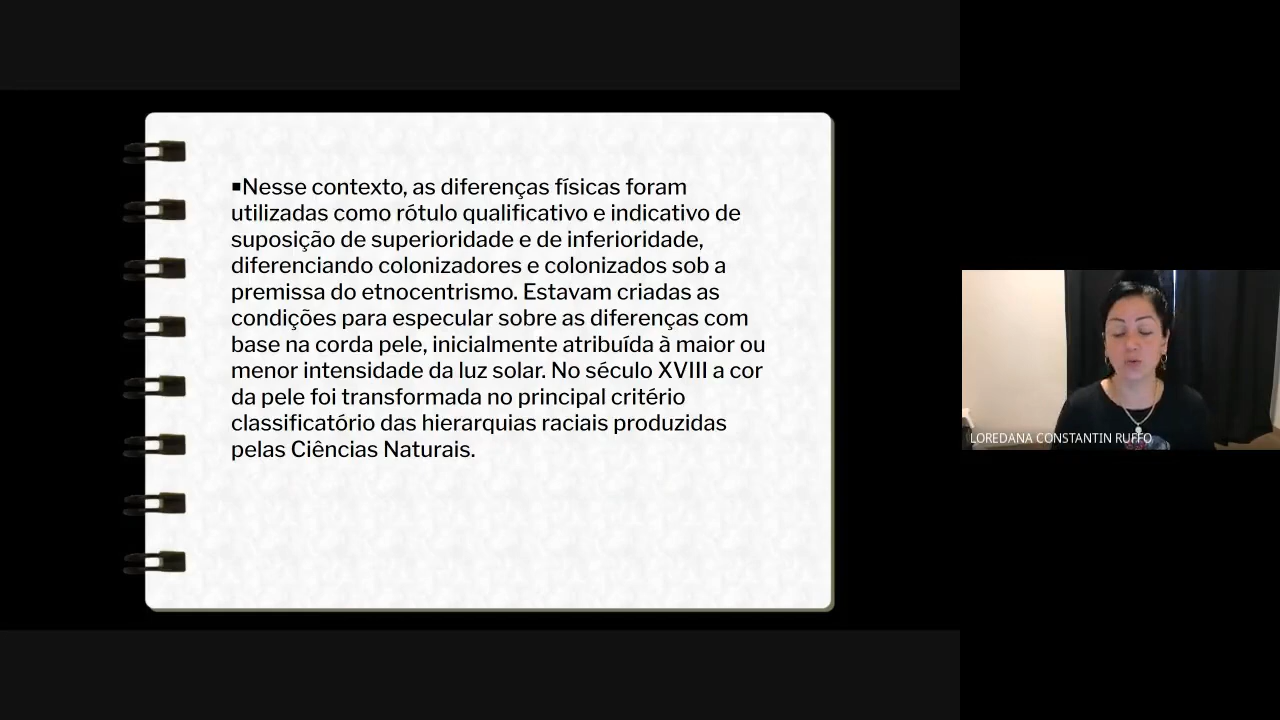 ▪Nesse contexto, as diferenças físicas foram
utilizadas como rótulo qualificativo e indicativo de
suposição de superioridade e de inferioridade,
diferenciando colonizadores e colonizados sob a
premissa do etnocentrismo. Estavam criadas as
condições para especular sobre as diferenças com
base na corda pele, inicialmente atribuída à maior ou
menor intensidade da luz solar. No século XVIII a cor
da pele foi transformada no principal critério
classificatório das hierarquias raciais produzidas
pelas Ciências Naturais.
LOREDANA CONSTANTIN RUFFO